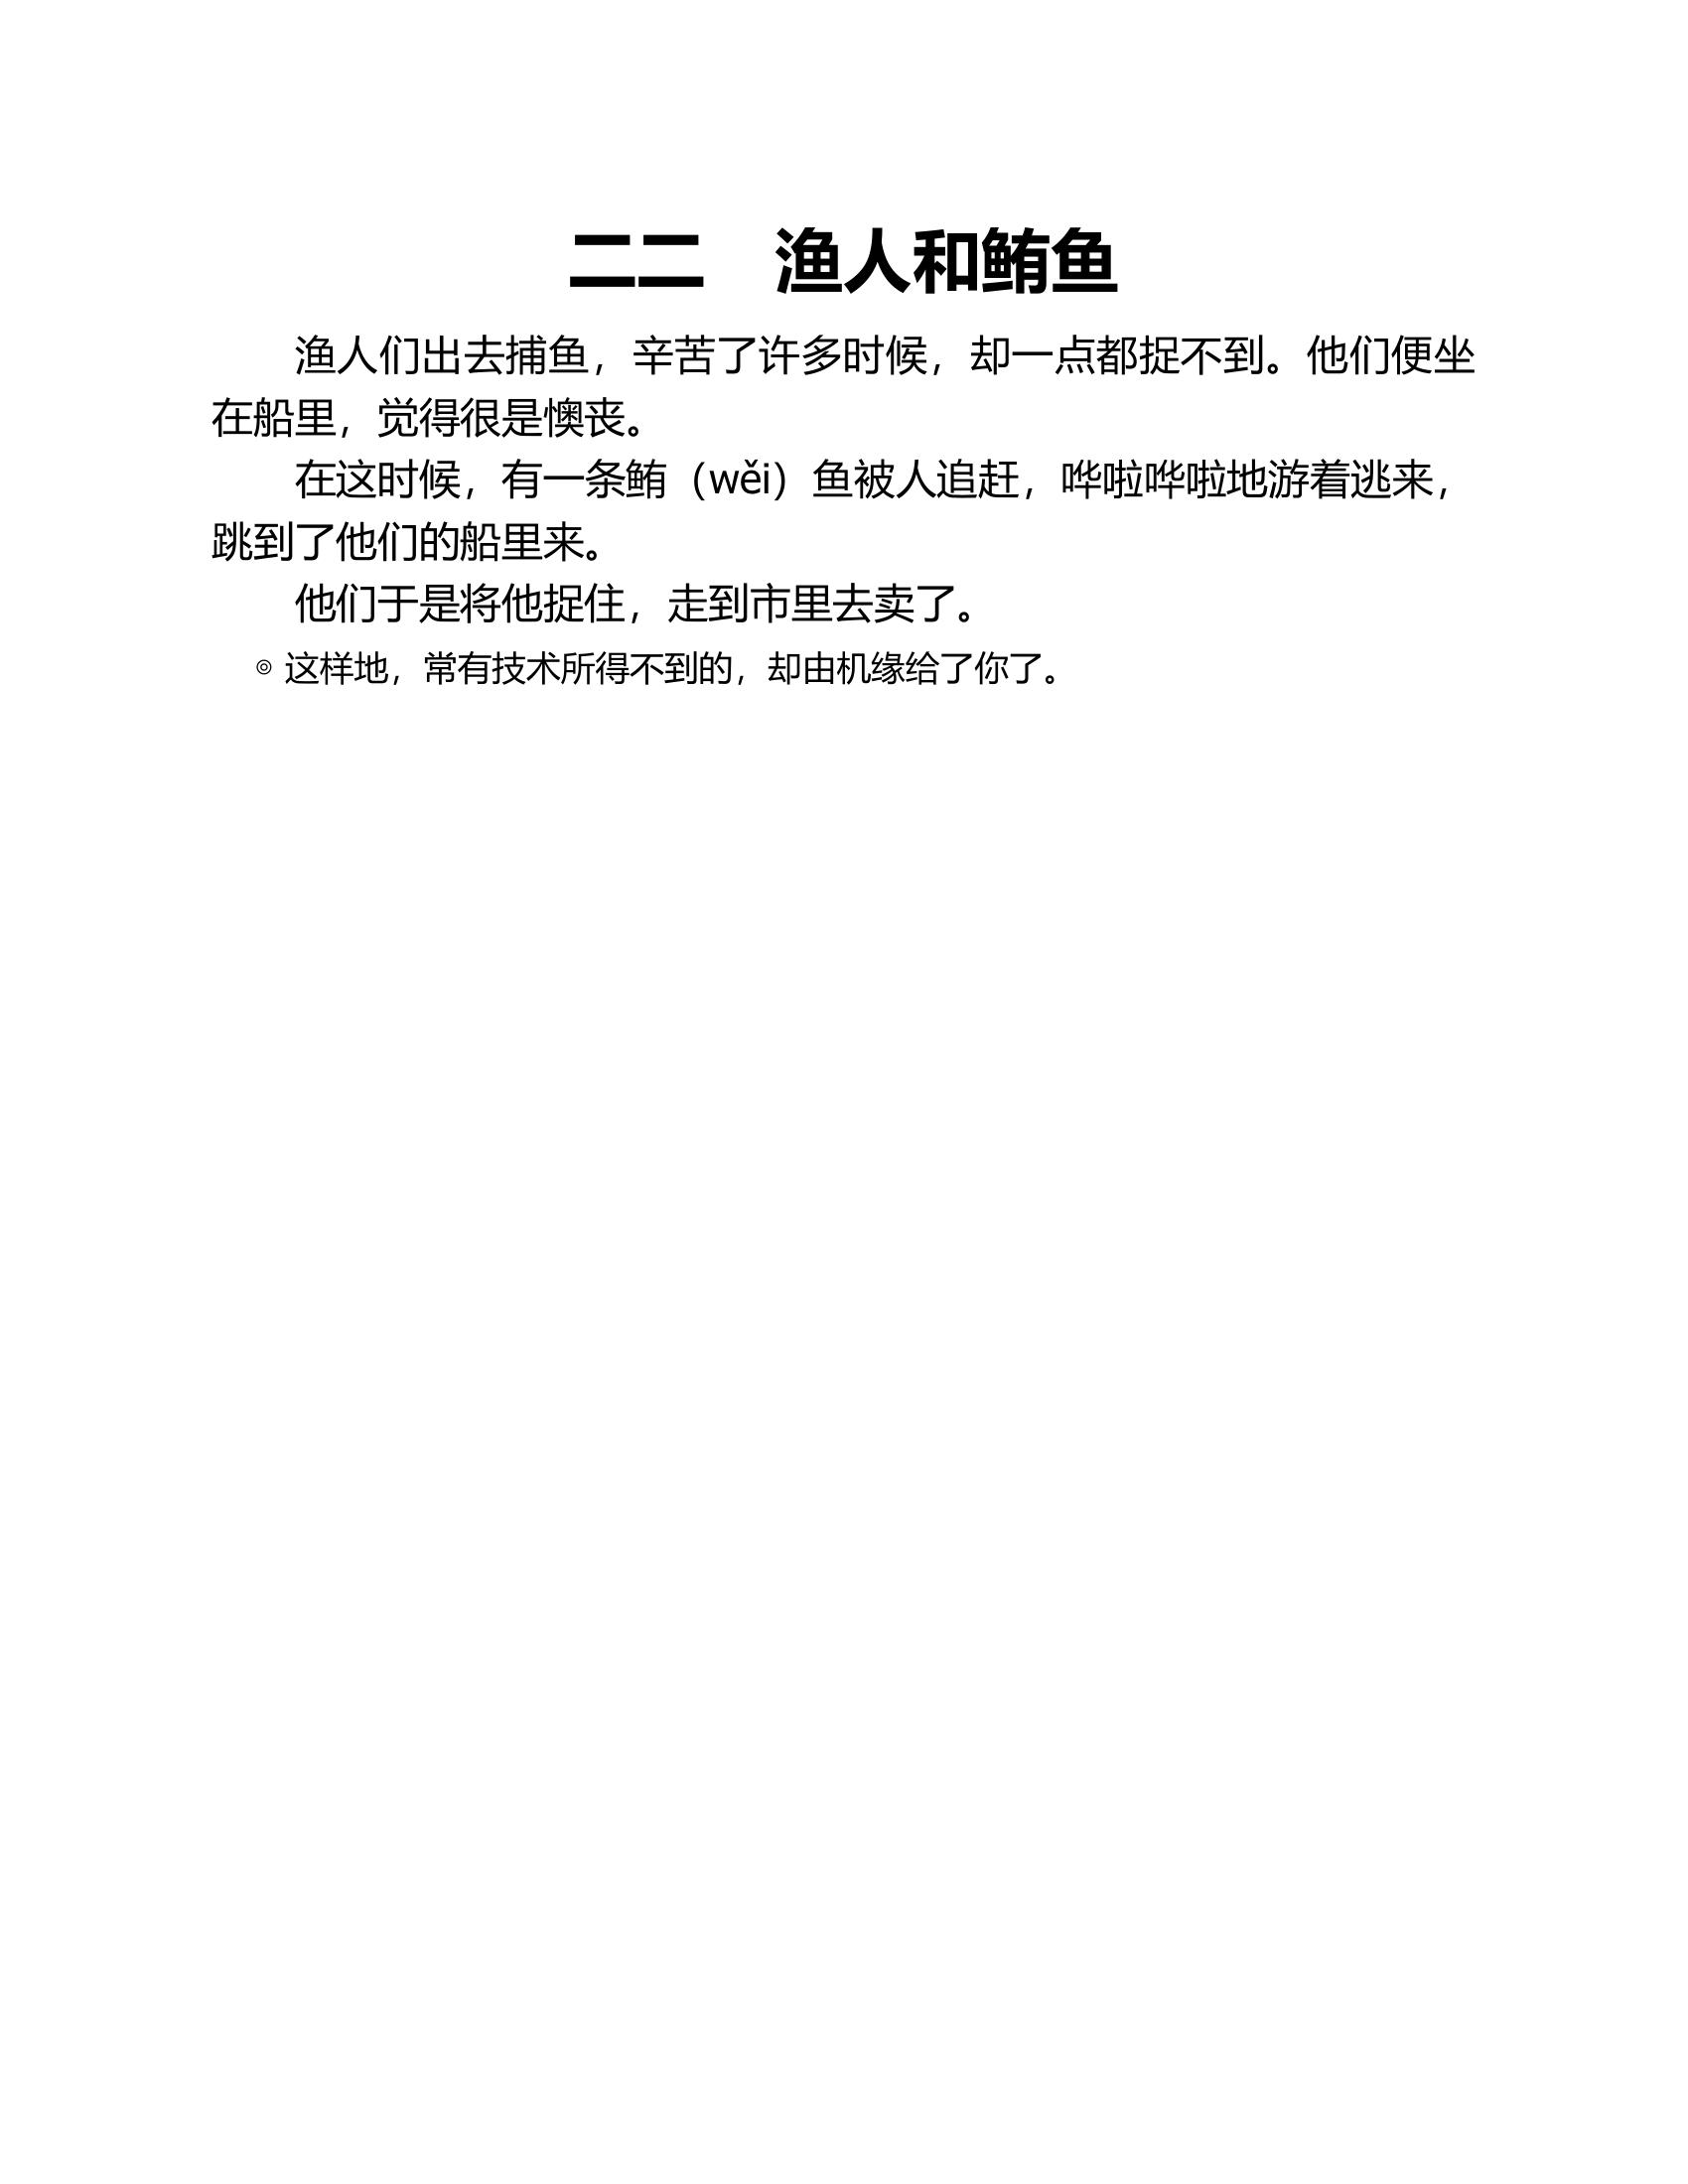 二二　渔人和鲔鱼
渔人们出去捕鱼，辛苦了许多时候，却一点都捉不到。他们便坐
在船里，觉得很是懊丧。
在这时候，有一条鲔（wěi）鱼被人追赶，哗啦哗啦地游着逃来，
跳到了他们的船里来。
他们于是将他捉住，走到市里去卖了。
◎ 这样地，常有技术所得不到的，却由机缘给了你了。